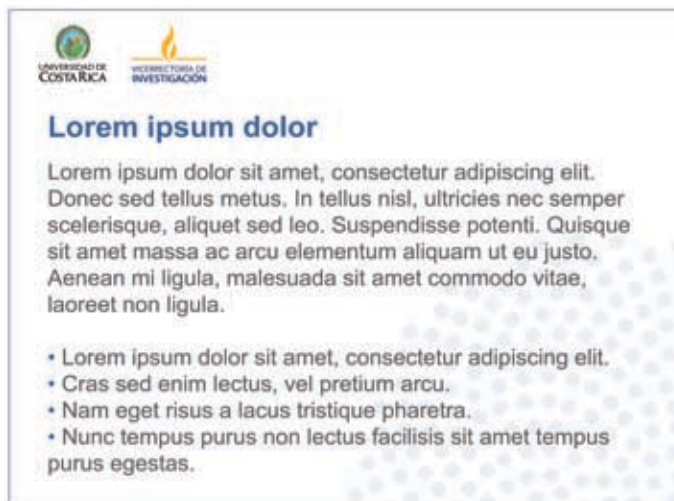 UNIVERSIDAD DE
COSTA RICA
VICERRECTORÍA DE
INVESTIGACIÓN
Lorem ipsum dolor
Lorem ipsum dolor sit amet, consectetur adipiscing elit.
Donec sed tellus metus. In tellus nisl, ultricies nec semper
scelerisque, aliquet sed leo. Suspendisse potenti. Quisque
sit amet massa ac arcu elementum aliquam ut eu justo.
Aenean mi ligula, malesuada sit amet commodo vitae,
laoreet non ligula.
• Lorem ipsum dolor sit amet, consectetur adipiscing elit.
• Cras sed enim lectus, vel pretium arcu.
• Nam eget risus a lacus tristique pharetra.
• Nunc tempus purus non lectus facilisis sit amet tempus
purus egestas.